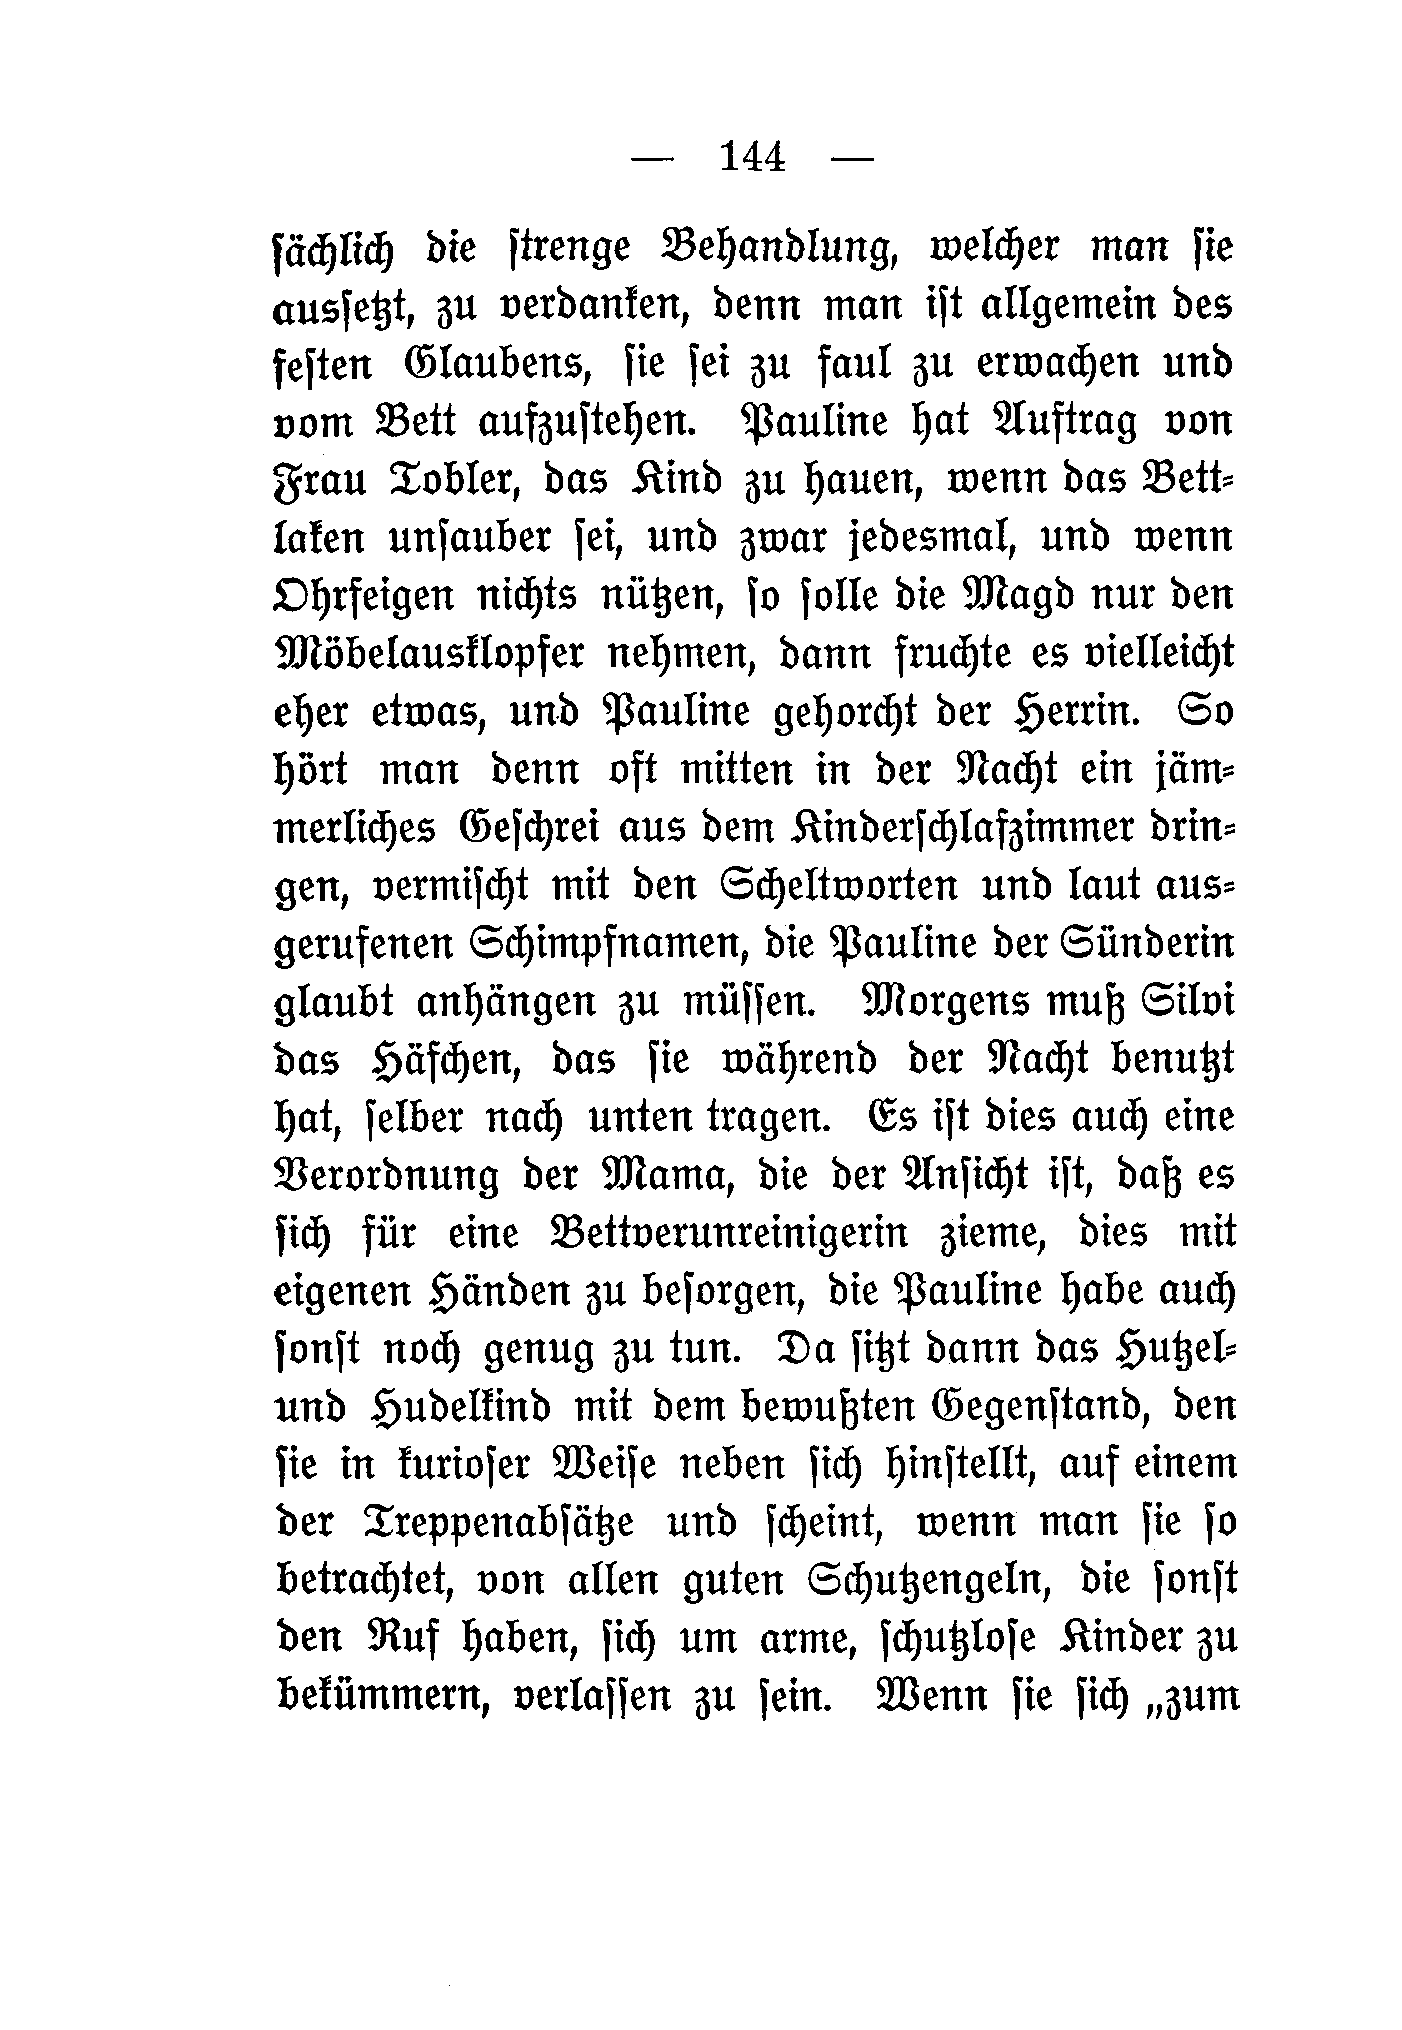 — 144 —
sächlich die strenge Behandlung, welcher man sie
aussetzt, zu verdanken, denn man ist allgemein des
festen Glaubens, sie sei zu faul zu erwachen und
vom Bett aufzustehen. Pauline hat Auftrag von
Frau Tobler, das Kind zu hauen, wenn das Bett-
laken unsauber sei, und zwar jedesmal, und wenn
Ohrfeigen nichts nützen, so solle die Magd nur den
Möbelausklopfer nehmen, dann fruchte es vielleicht
eher etwas, und Pauline gehorcht der Herrin. So
hört man denn oft mitten in der Nacht ein jäm-
merliches Geschrei aus dem Kinderschlafzimmer drin-
gen, vermischt mit den Scheltworten und laut aus-
gerufenen Schimpfnamen, die Pauline der Sünderin
glaubt anhängen zu müssen. Morgens muß Silvi
das Häfchen, das sie während der Nacht benutzt
hat, selber nach unten tragen. Es ist dies auch eine
Verordnung der Mama, die der Ansicht ist, daß es
sich für eine Bettverunreinigerin zieme, dies mit
eigenen Händen zu besorgen, die Pauline habe auch
sonst noch genug zu tun. Da sitzt dann das Hutzel-
und Hudelkind mit dem bewußten Gegenstand, den
sie in kurioser Weise neben sich hinstellt, auf einem
der Treppenabsätze und scheint, wenn man sie so
betrachtet, von allen guten Schutzengeln, die sonst
den Ruf haben, sich um arme, schutzlose Kinder zu
bekümmern, verlassen zu sein. Wenn sie sich „zum